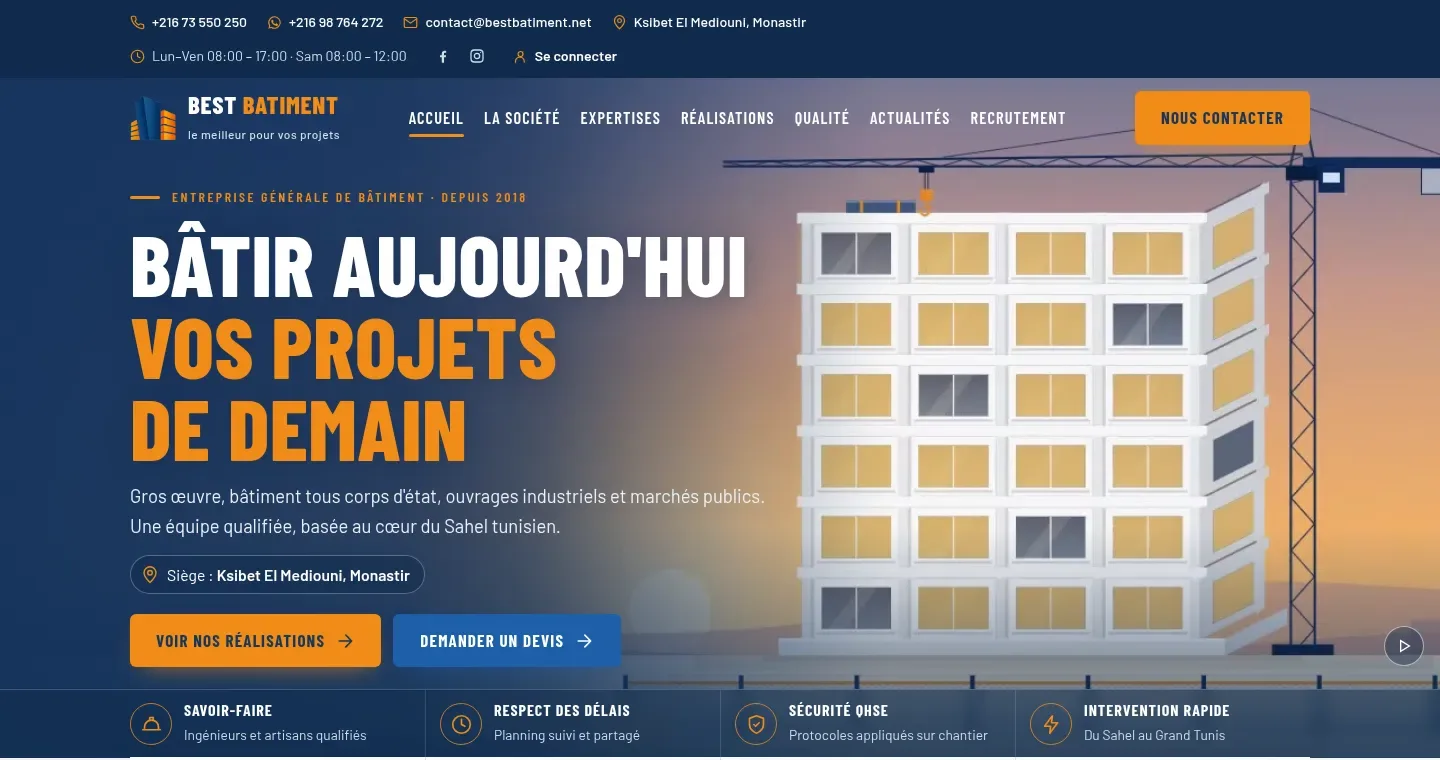 +216 73 550 250
+216 98 764 272
contact@bestbatiment.net
Ksibet El Mediouni, Monastir
Lun–Ven 08:00 – 17:00 · Sam 08:00 – 12:00
Se connecter
BEST BATIMENT
le meilleur pour vos projets
ACCUEIL
LA SOCIÉTÉ
EXPERTISES
RÉALISATIONS
QUALITÉ
ACTUALITÉS
RECRUTEMENT
NOUS CONTACTER
ENTREPRISE GÉNÉRALE DE BÂTIMENT · DEPUIS 2018
BÂTIR AUJOURD'HUI
VOS PROJETS
DE DEMAIN
Gros œuvre, bâtiment tous corps d'état, ouvrages industriels et marchés publics.
Une équipe qualifiée, basée au cœur du Sahel tunisien.
Siège : Ksibet El Mediouni, Monastir
VOIR NOS RÉALISATIONS
DEMANDER UN DEVIS
SAVOIR-FAIRE
Ingénieurs et artisans qualifiés
RESPECT DES DÉLAIS
Planning suivi et partagé
SÉCURITÉ QHSE
Protocoles appliqués sur chantier
INTERVENTION RAPIDE
Du Sahel au Grand Tunis